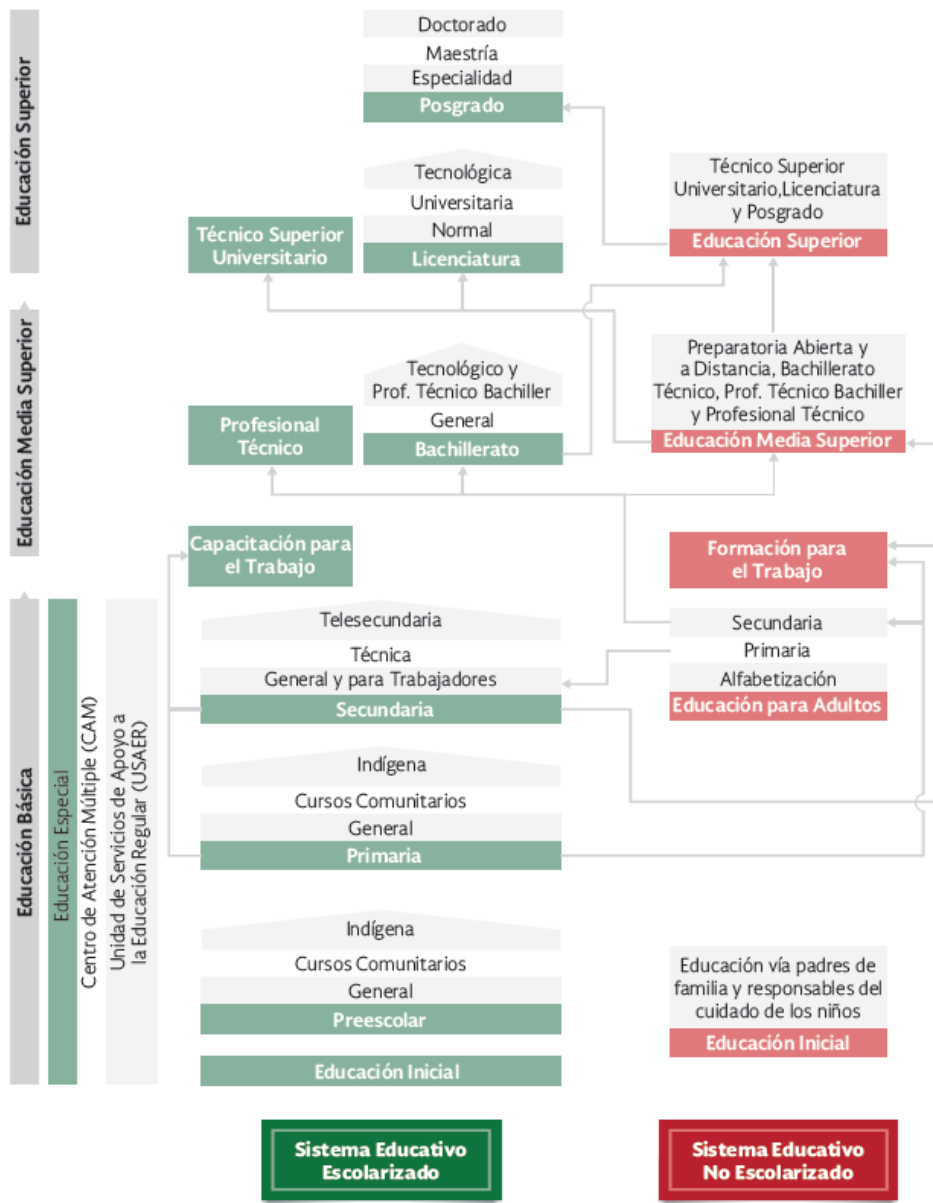 Educación Superior
Educación Media Superior
Educación Básica
Educación Especial
Centro de Atención Múltiple (CAM)
Unidad de Servicios de Apoyo a
la Educación Regular (USAER)
Doctorado
Maestría
Especialidad
Posgrado
Tecnológica
Universitaria
Normal
Licenciatura
Técnico Superior
Universitario
Técnico Superior
Universitario,Licenciatura
y Posgrado
Educación Superior
Tecnológico y
Prof. Técnico Bachiller
General
Bachillerato
Profesional
Técnico
Preparatoria Abierta y
a Distancia, Bachillerato
Técnico, Prof. Técnico Bachiller
y Profesional Técnico
Educación Media Superior
Capacitación para
el Trabajo
Formación para
el Trabajo
Telesecundaria
Técnica
General y para Trabajadores
Secundaria
Secundaria
Primaria
Alfabetización
Educación para Adultos
Indígena
Cursos Comunitarios
General
Primaria
Indígena
Cursos Comunitarios
General
Preescolar
Educación Inicial
Educación vía padres de
familia y responsables del
cuidado de los niños
Educación Inicial
Sistema Educativo
Escolarizado
Sistema Educativo
No Escolarizado